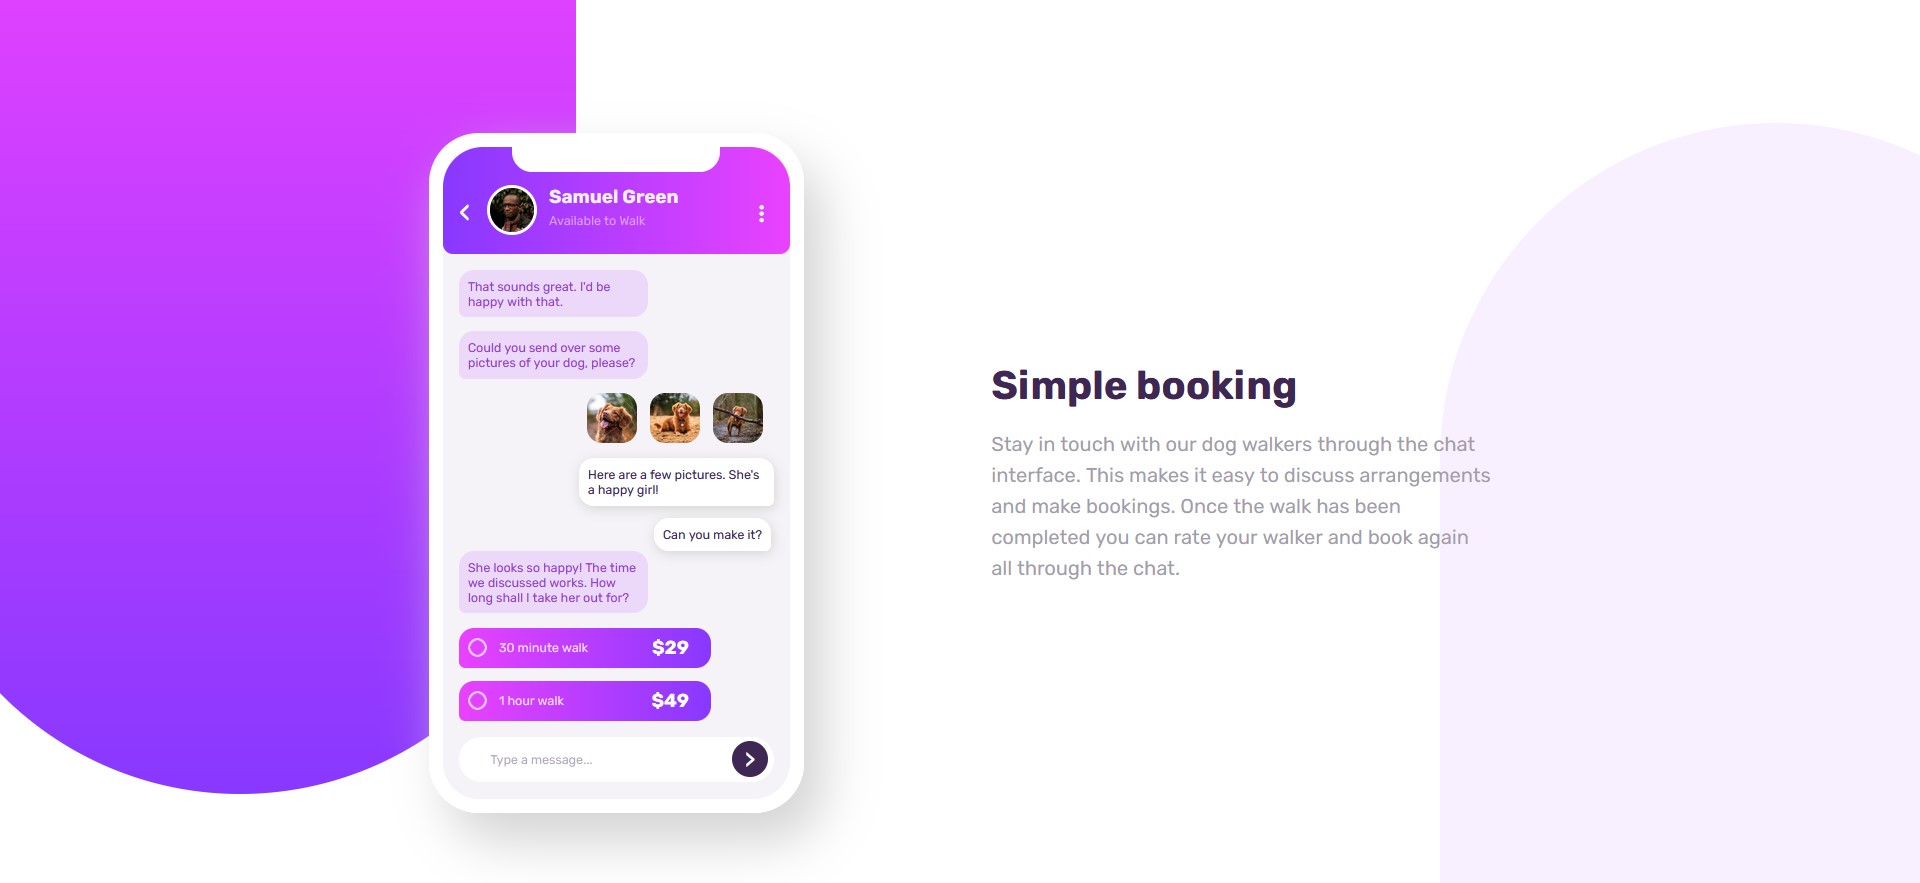 Samuel Green
Available to Walk
That sounds great. I'd be
happy with that.
Could you send over some
pictures of your dog, please?
Here are a few pictures. She's
a happy girl!
Can you make it?
She looks so happy! The time
we discussed works. How
long shall I take her out for?
30 minute walk $29
1 hour walk $49
Type a message...
Simple booking
Stay in touch with our dog walkers through the chat
interface. This makes it easy to discuss arrangements
and make bookings. Once the walk has been
completed you can rate your walker and book again
all through the chat.